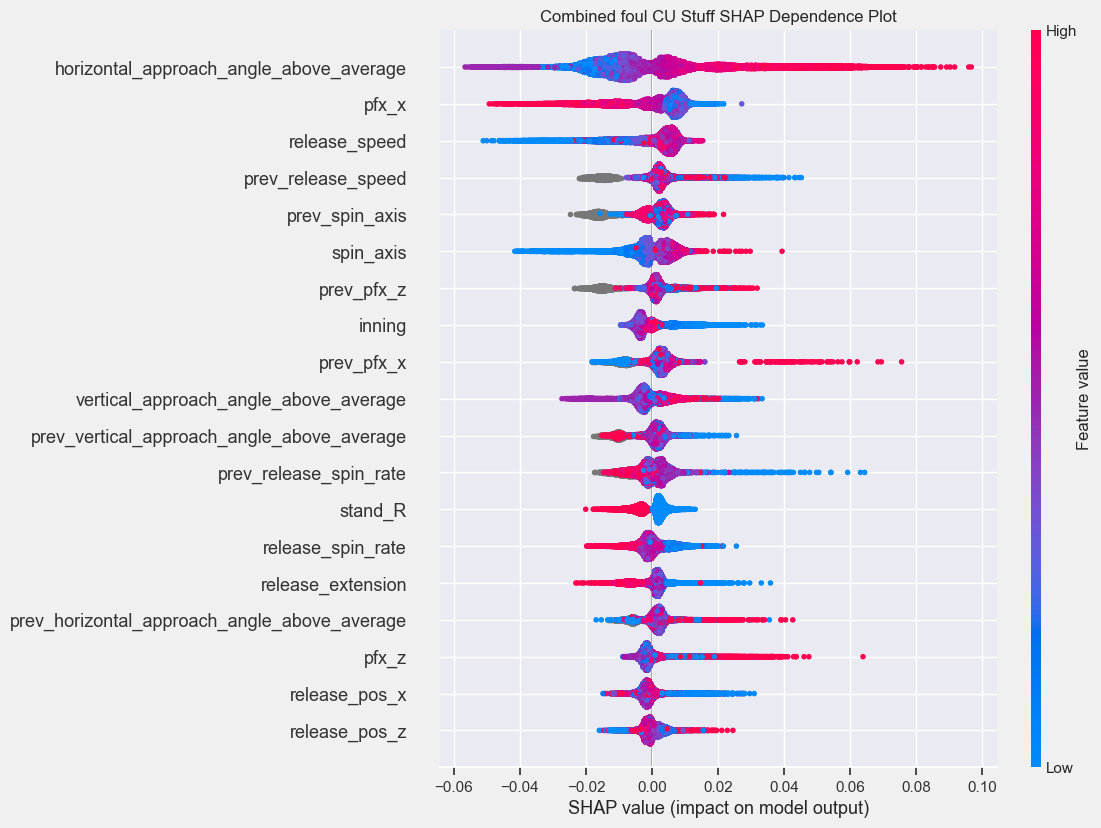 Combined foul CU Stuff SHAP Dependence Plot
High
horizontal_approach_angle_above_average
pfx_x
release_speed
prev_release_speed
prev_spin_axis
spin_axis
prev_pfx_z
inning
prev_pfx_x
vertical_approach_angle_above_average
prev_vertical_approach_angle_above_average
prev_release_spin_rate
stand_R
release_spin_rate
release_extension
prev_horizontal_approach_angle_above_average
pfx_z
release_pos_x
release_pos_z
Feature value
Low
−0.06 −0.04 −0.02 0.00 0.02 0.04 0.06 0.08 0.10
SHAP value (impact on model output)